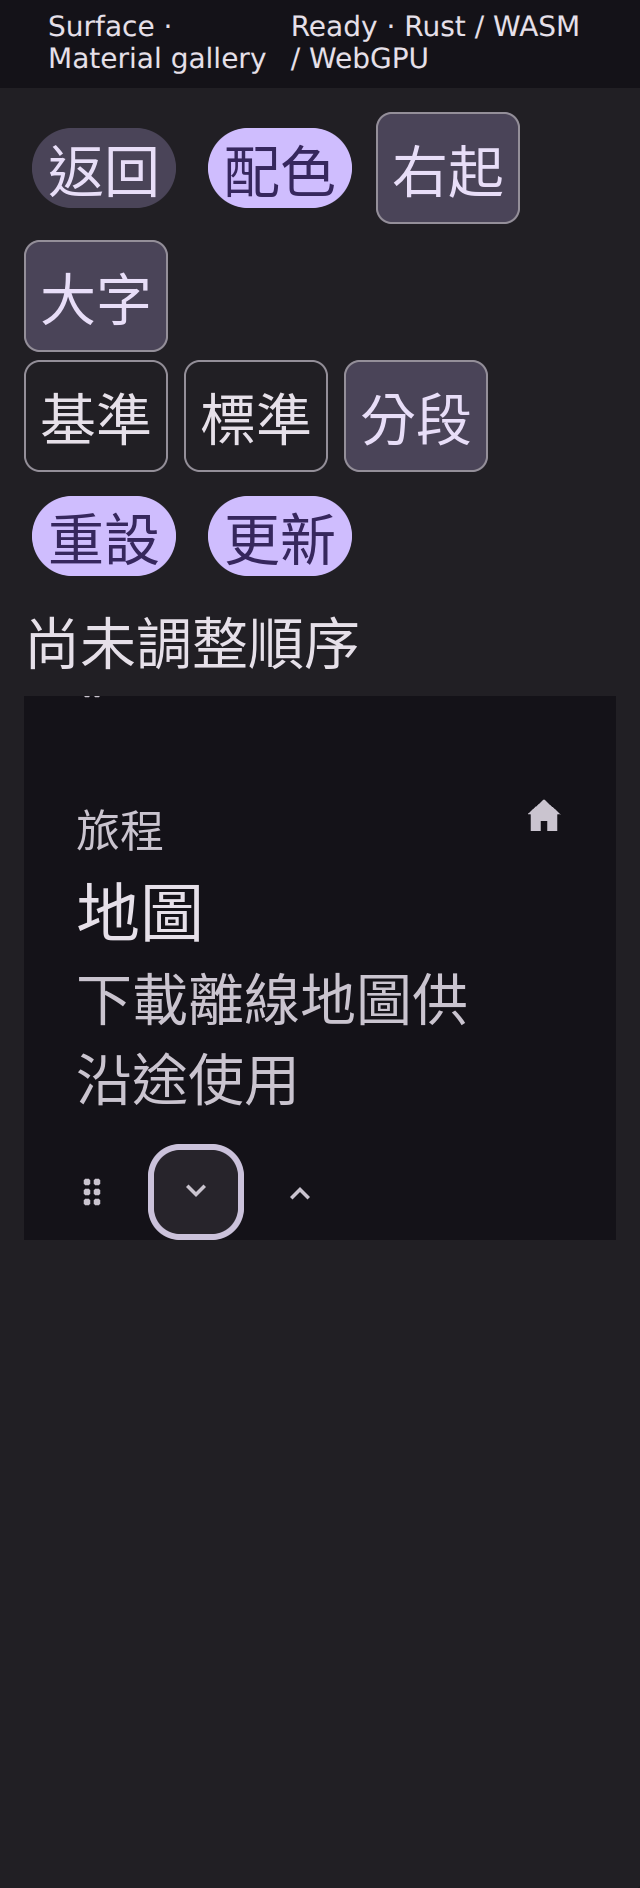 Surface ·
Material gallery
Ready · Rust / WASM
/ WebGPU
返回 配色 右起
大字
基準 標準 分段
重設 更新
尚未調整順序
旅程
地圖
下載離線地圖供
沿途使用